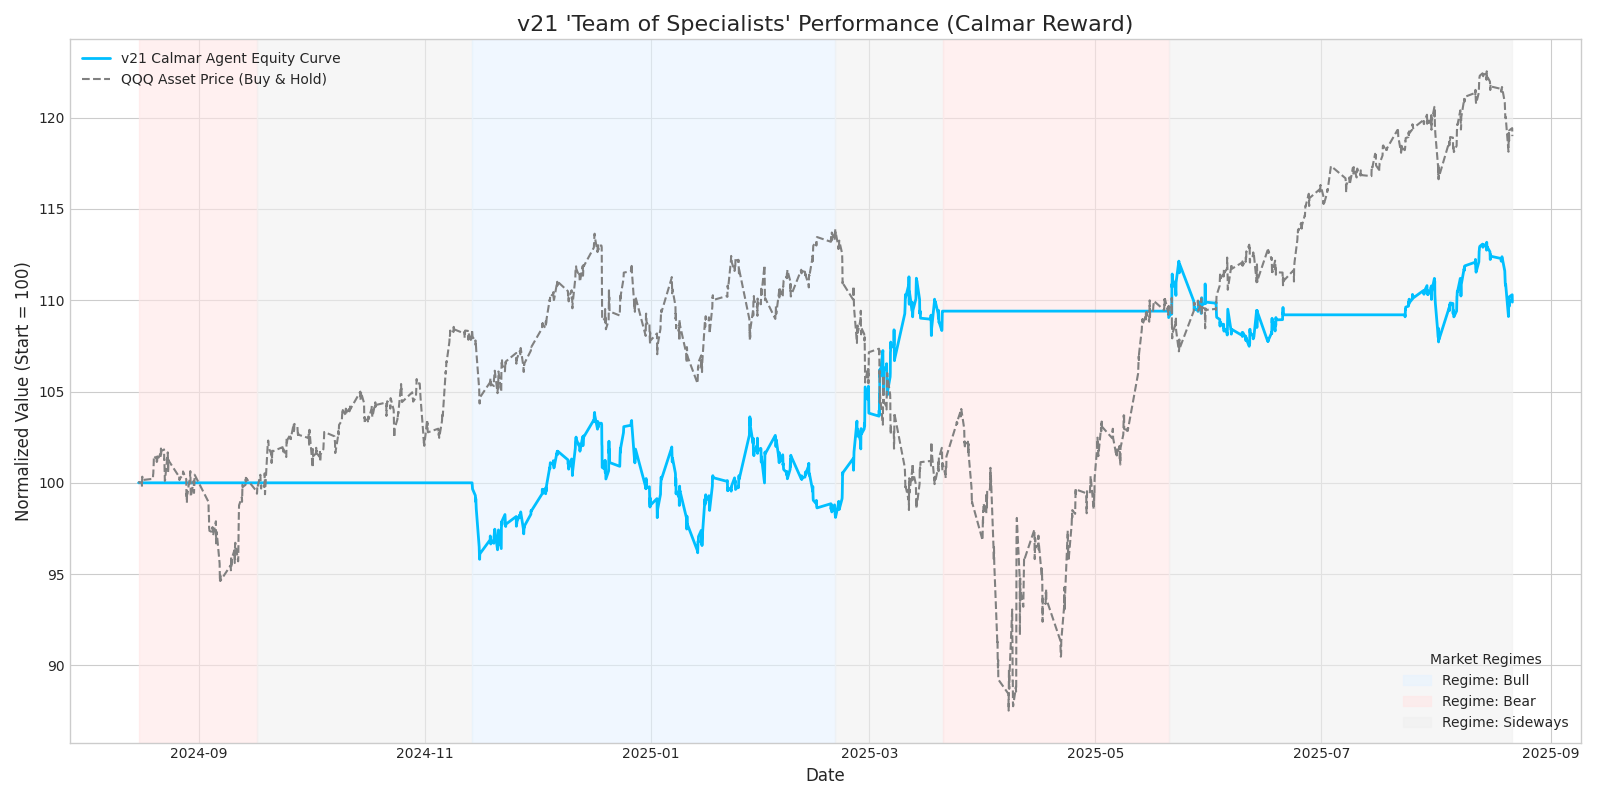 v21 'Team of Specialists' Performance (Calmar Reward)
v21 Calmar Agent Equity Curve
QQQ Asset Price (Buy & Hold)
Normalized Value (Start = 100)
120
115
110
105
100
95
90
Market Regimes
Regime: Bull
Regime: Bear
Regime: Sideways
2024-09
2024-11
2025-01
2025-03
2025-05
2025-07
2025-09
Date